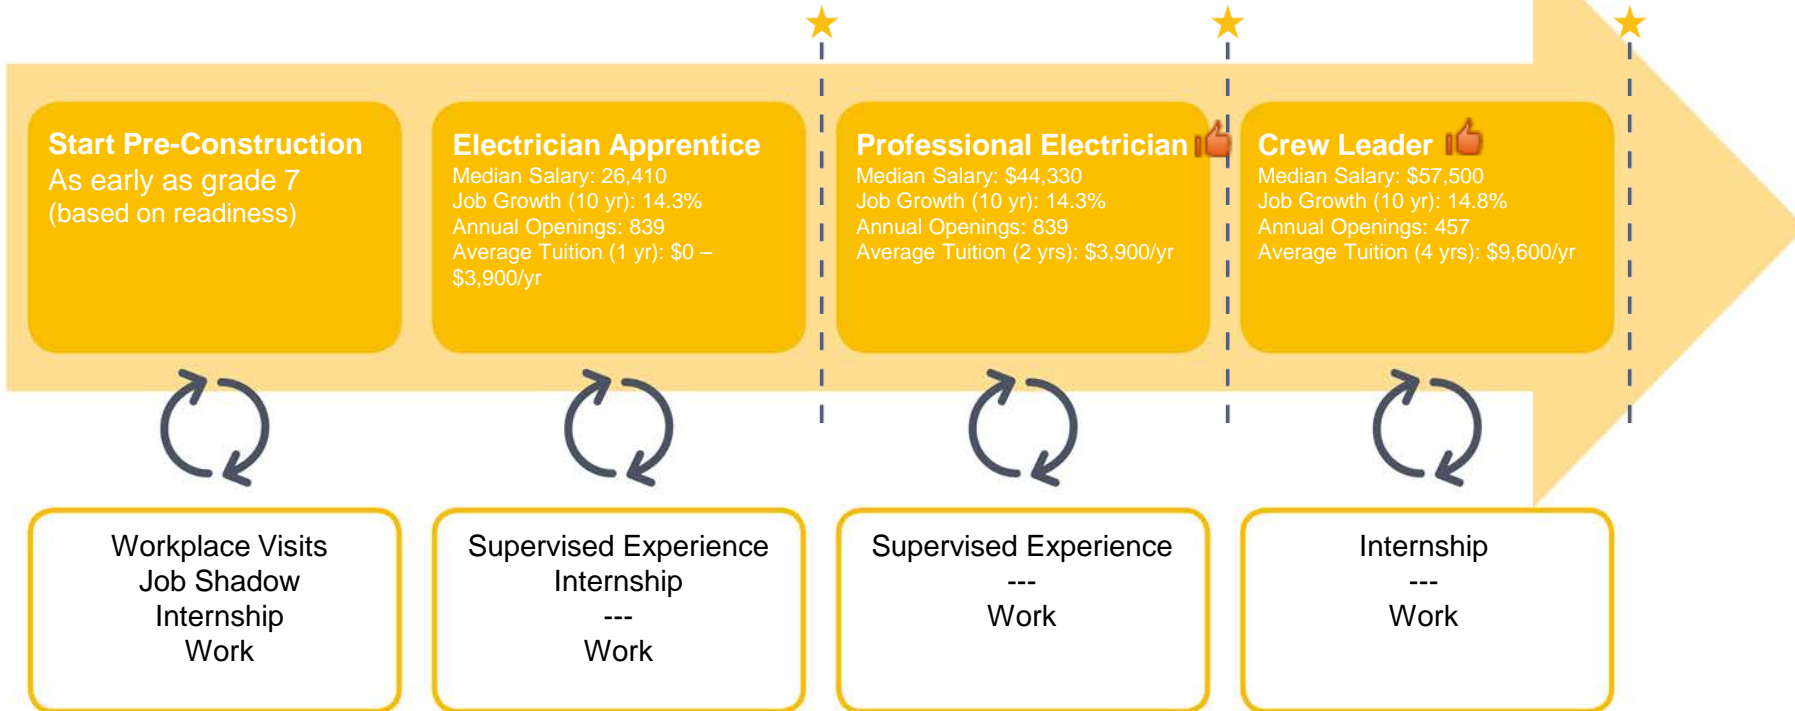 Start Pre-Construction
As early as grade 7
(based on readiness)
Electrician Apprentice
Median Salary: 26,410
Job Growth (10 yr): 14.3%
Annual Openings: 839
Average Tuition (1 yr): $0 –
$3,900/yr
Professional Electrician
Median Salary: $44,330
Job Growth (10 yr): 14.3%
Annual Openings: 839
Average Tuition (2 yrs): $3,900/yr
Crew Leader
Median Salary: $57,500
Job Growth (10 yr): 14.8%
Annual Openings: 457
Average Tuition (4 yrs): $9,600/yr
Workplace Visits
Job Shadow
Internship
Work
Supervised Experience
Internship
---
Work
Supervised Experience
---
Work
Internship
---
Work